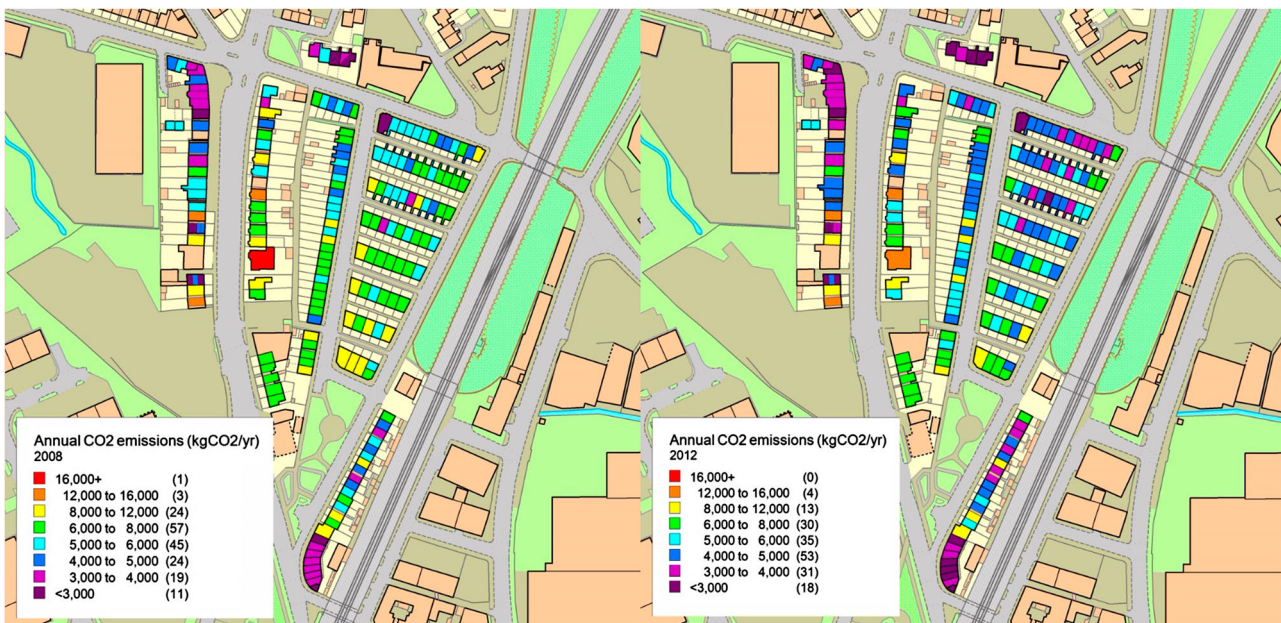 Annual CO2 emissions (kgCO2/yr)
2008
16,000+ (1)
12,000 to 16,000 (3)
8,000 to 12,000 (24)
6,000 to 8,000 (57)
5,000 to 6,000 (45)
4,000 to 5,000 (24)
3,000 to 4,000 (19)
<3,000 (11)
Annual CO2 emissions (kgCO2/yr)
2012
16,000+ (0)
12,000 to 16,000 (4)
8,000 to 12,000 (13)
6,000 to 8,000 (30)
5,000 to 6,000 (35)
4,000 to 5,000 (53)
3,000 to 4,000 (31)
<3,000 (18)